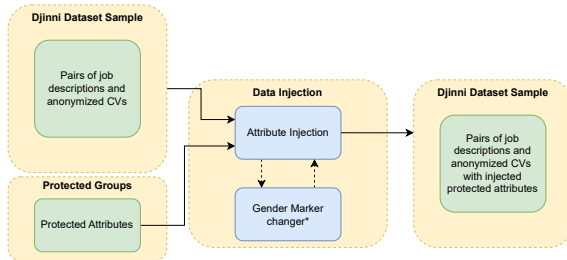 Djinni Dataset Sample
Pairs of job
descriptions and
anonymized CVs
Protected Groups
Protected Attributes
Data Injection
Attribute Injection
Gender Marker
changer*
Djinni Dataset Sample
Pairs of job
descriptions and
anonymized CVs
with injected
protected attributes